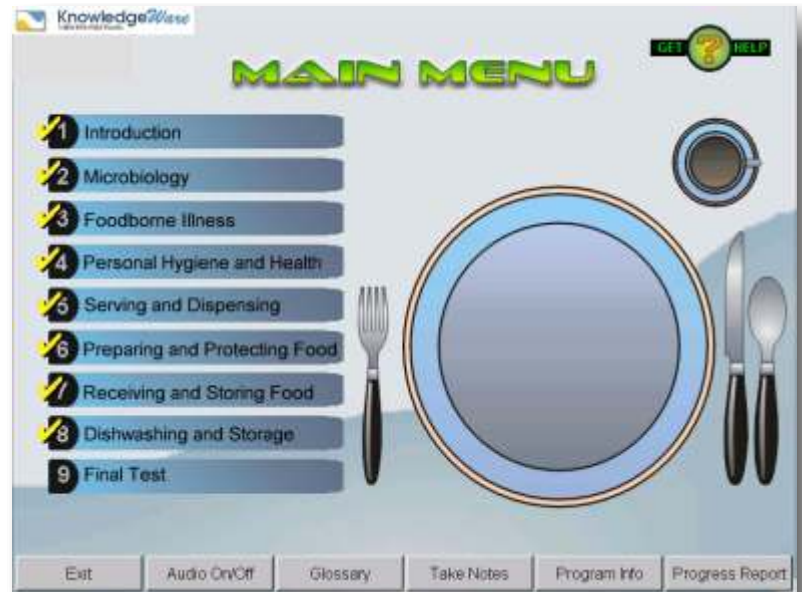 KnowledgeWare
MAIN MENU
GET ? HELP
1 Introduction
2 Microbiology
3 Foodborne Illness
4 Personal Hygiene and Health
5 Serving and Dispensing
6 Preparing and Protecting Food
7 Receiving and Storing Food
8 Dishwashing and Storage
9 Final Test
Exit
Audio On/Off
Glossary
Take Notes
Program Info
Progress Report